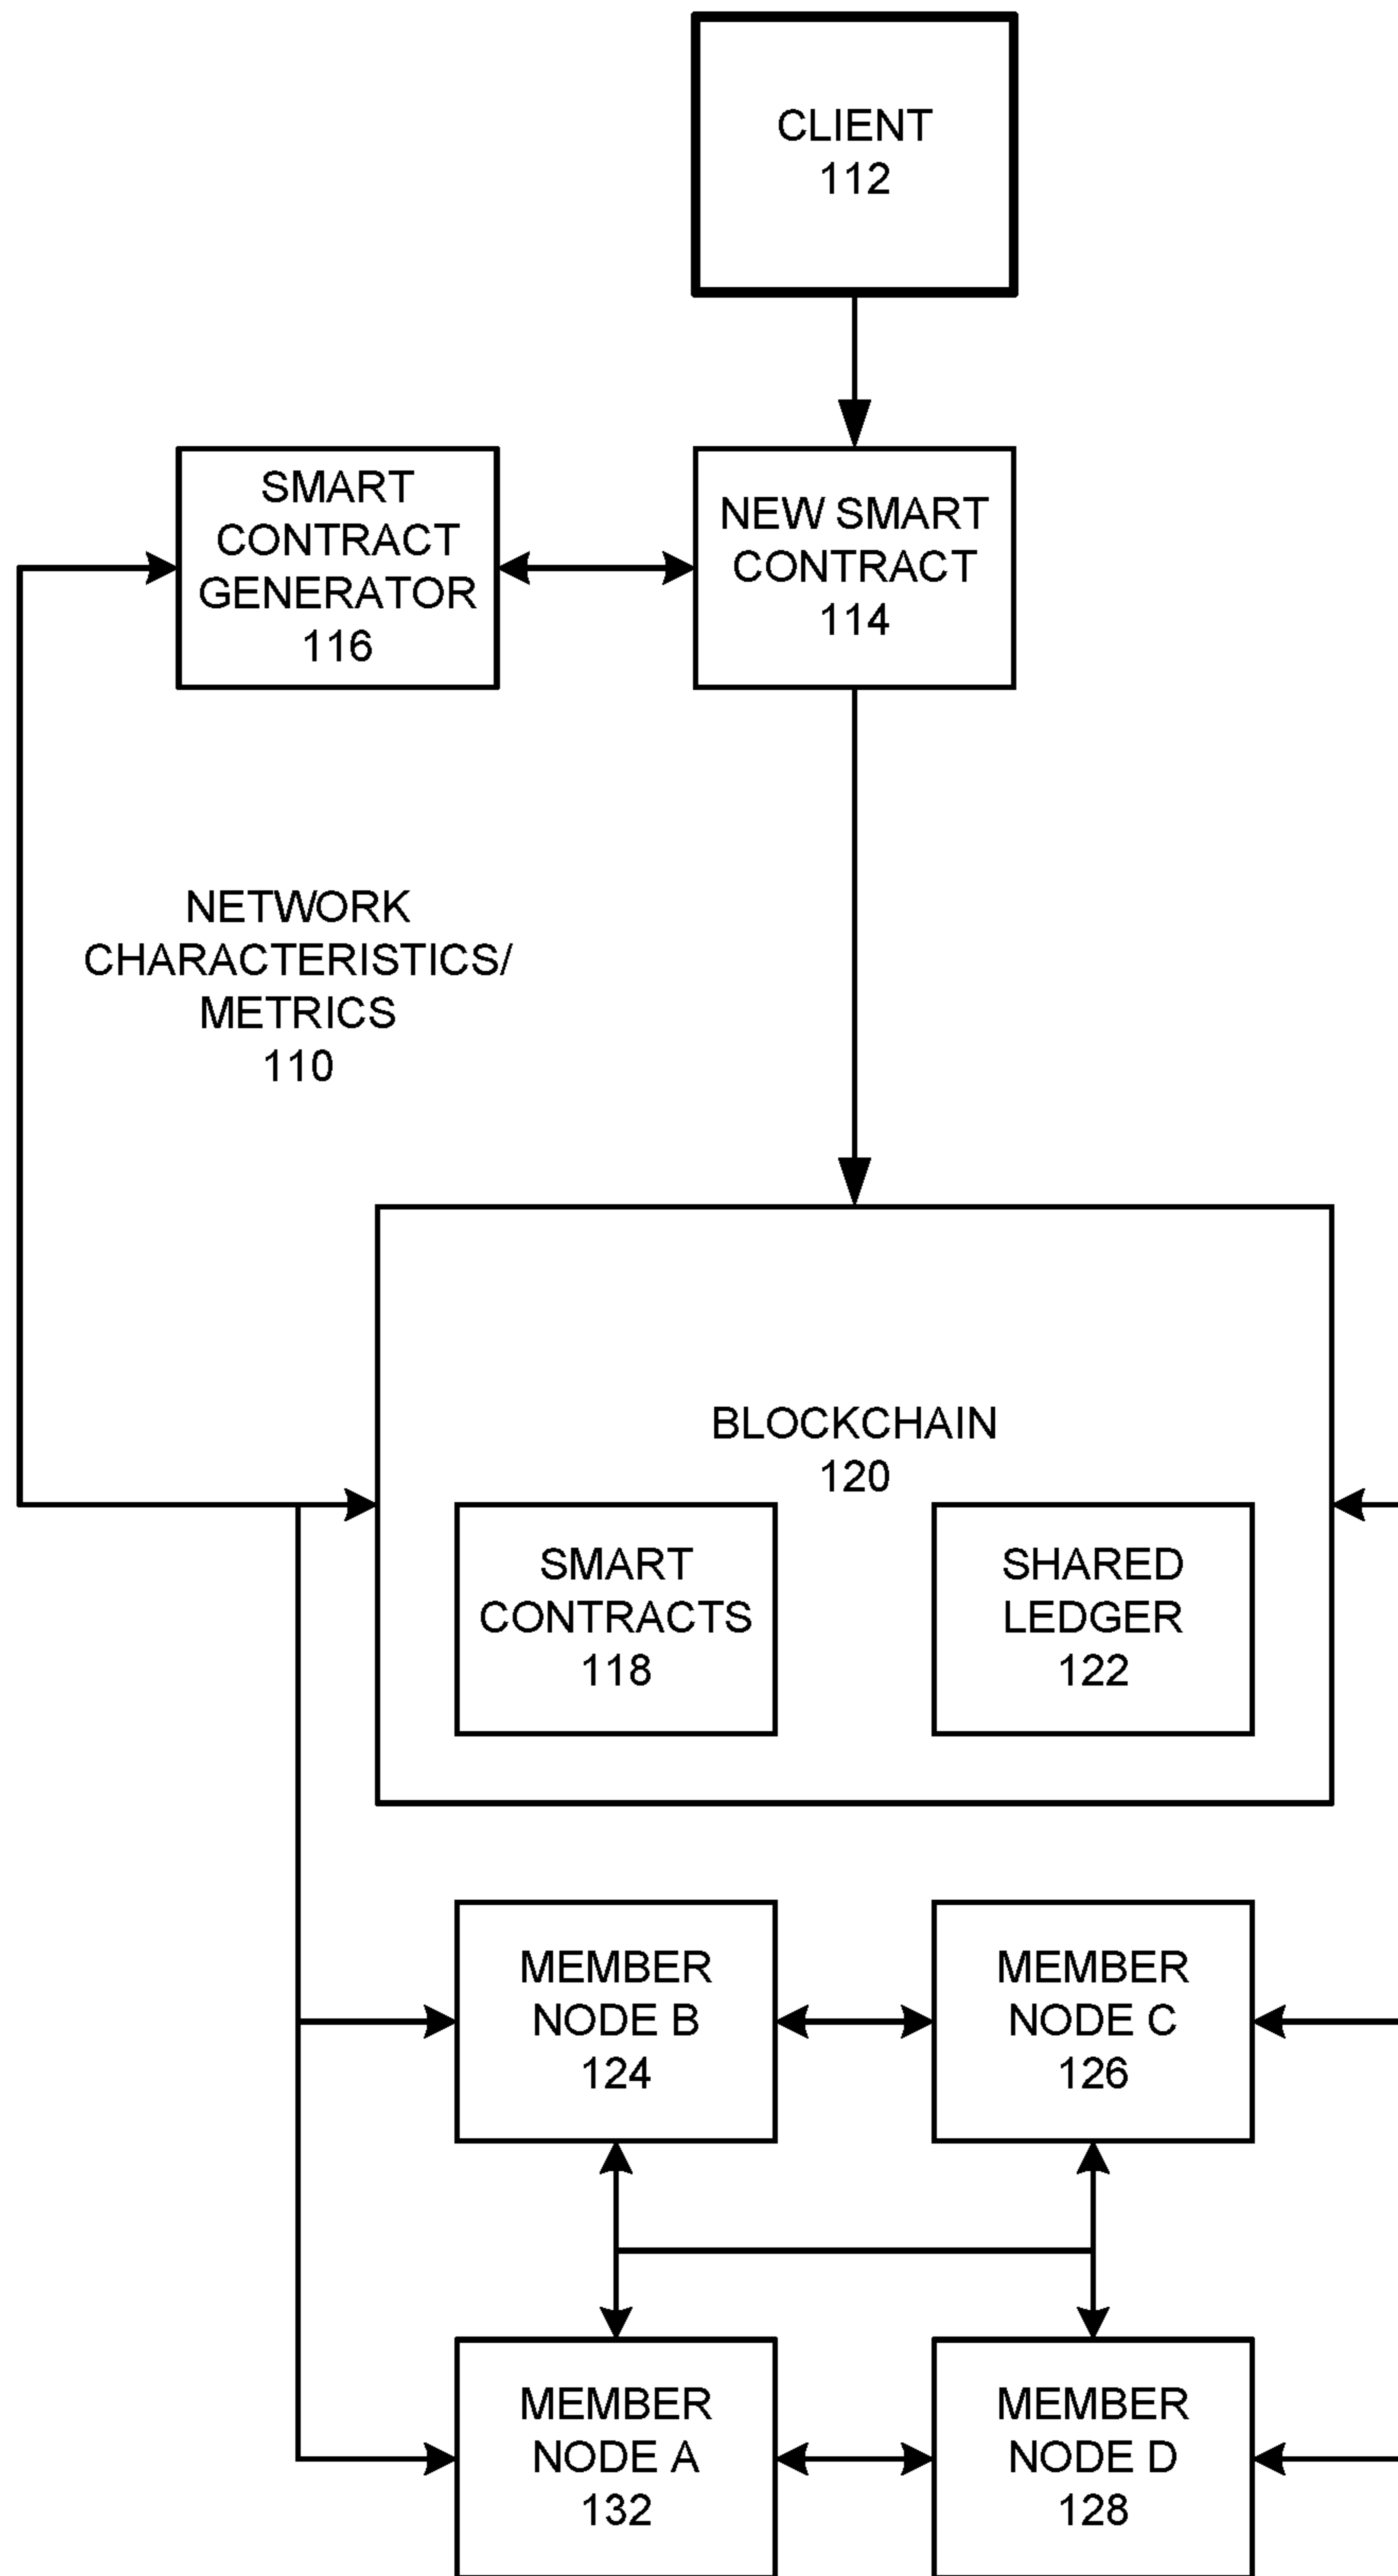 CLIENT
112
SMART
CONTRACT
GENERATOR
116
NEW SMART
CONTRACT
114
NETWORK
CHARACTERISTICS/
METRICS
110
BLOCKCHAIN
120
SMART
CONTRACTS
118
SHARED
LEDGER
122
MEMBER
NODE B
124
MEMBER
NODE C
126
MEMBER
NODE A
132
MEMBER
NODE D
128